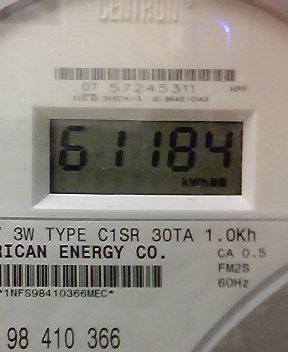 CENTRON
07 57245311 HPP
61184
kWh
3W TYPE C1SR 30TA 1.0Kh
RICAN ENERGY CO. CA 0.5
FM2S
*1NFS98410366MEC* 60Hz
98 410 366